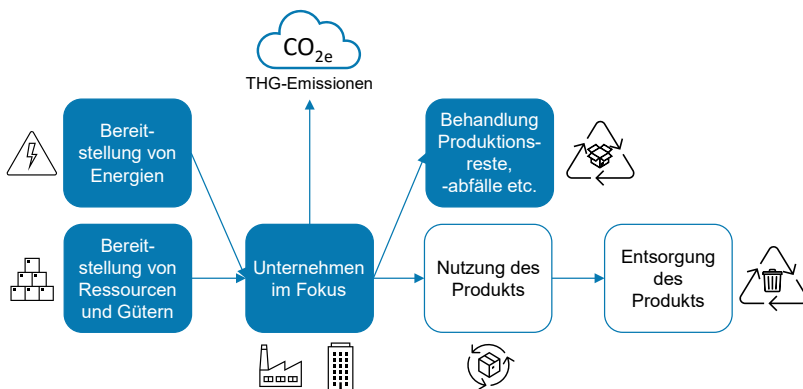 CO2e
THG-Emissionen
Bereit-
stellung von
Energien
Behandlung
Produktions-
reste,
-abfälle etc.
Bereit-
stellung von
Ressourcen
und Gütern
Unternehmen
im Fokus
Nutzung des
Produkts
Entsorgung
des
Produkts